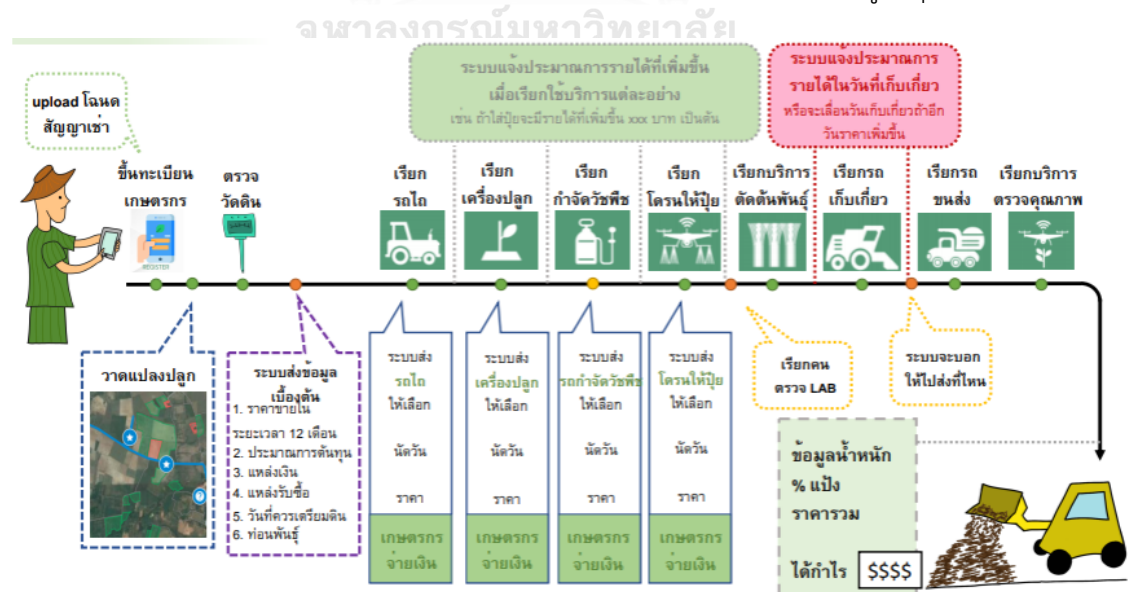 จุฬาลงกรณ์มหาวิทยาลัย
upload โฉนด
สัญญาเช่า
ระบบแจ้งประมาณการรายได้ที่เพิ่มขึ้น
เมื่อเรียกใช้บริการแต่ละอย่าง
เช่น ถ้าใส่ปุ๋ยจะมีรายได้ที่เพิ่มขึ้น xxx บาท เป็นต้น
ระบบแจ้งประมาณการ
รายได้ในวันที่เก็บเกี่ยว
หรือจะเลื่อนวันเก็บเกี่ยวถ้าอีก
วันราคาเพิ่มขึ้น
ขึ้นทะเบียน
เกษตรกร
REGISTER
ตรวจ
วัดดิน
เรียก
รถไถ
เรียก
เครื่องปลูก
เรียก
กำจัดวัชพืช
เรียก
โดรนให้ปุ๋ย
เรียกบริการ
ตัดต้นพันธุ์
เรียกรถ
เก็บเกี่ยว
เรียกรถ
ขนส่ง
เรียกบริการ
ตรวจคุณภาพ
วาดแปลงปลูก
ระบบส่งข้อมูล
เบื้องต้น
1. ราคาขายใน
ระยะเวลา 12 เดือน
2. ประมาณการต้นทุน
3. แหล่งเงิน
4. แหล่งรับซื้อ
5. วันที่ควรเตรียมดิน
6. ท่อนพันธุ์
ระบบส่ง
รถไถ
ให้เลือก
นัดวัน
ราคา
เกษตรกร
จ่ายเงิน
ระบบส่ง
เครื่องปลูก
ให้เลือก
นัดวัน
ราคา
เกษตรกร
จ่ายเงิน
ระบบส่ง
รถกำจัดวัชพืช
ให้เลือก
นัดวัน
ราคา
เกษตรกร
จ่ายเงิน
ระบบส่ง
โดรนให้ปุ๋ย
ให้เลือก
นัดวัน
ราคา
เกษตรกร
จ่ายเงิน
เรียกคน
ตรวจ LAB
ระบบจะบอก
ให้ไปส่งที่ไหน
ข้อมูลน้ำหนัก
% แป้ง
ราคารวม
ได้กำไร $$$$